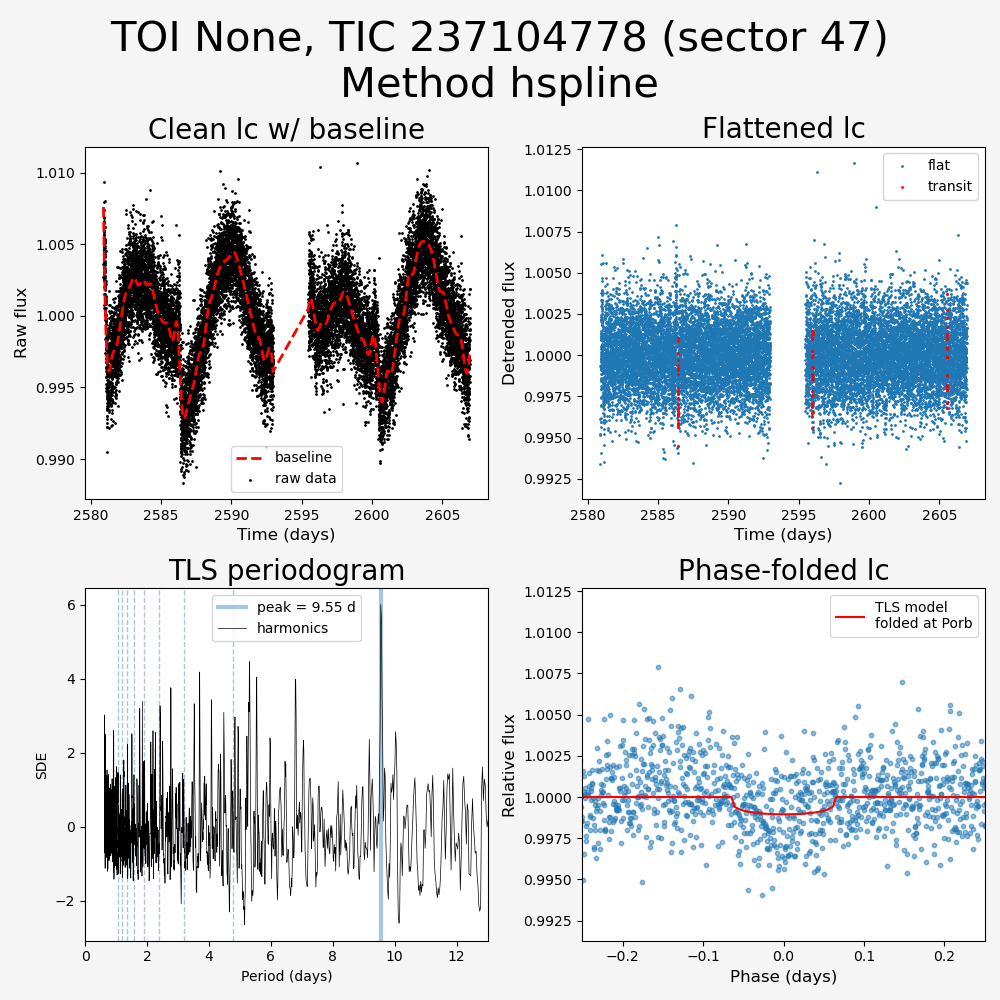 TOI None, TIC 237104778 (sector 47)
Method hspline
Clean lc w/ baseline
1.010
1.005
1.000
0.995
0.990
Raw flux
baseline
raw data
2580
2585
2590
2595
2600
2605
Time (days)
Flattened lc
1.0125
1.0100
1.0075
1.0050
1.0025
1.0000
0.9975
0.9950
0.9925
Detrended flux
flat
transit
2580
2585
2590
2595
2600
2605
Time (days)
TLS periodogram
6
4
2
0
−2
SDE
peak = 9.55 d
harmonics
0
2
4
6
8
10
12
Period (days)
Phase-folded lc
1.0125
1.0100
1.0075
1.0050
1.0025
1.0000
0.9975
0.9950
0.9925
Relative flux
TLS model
folded at Porb
−0.2
−0.1
0.0
0.1
0.2
Phase (days)